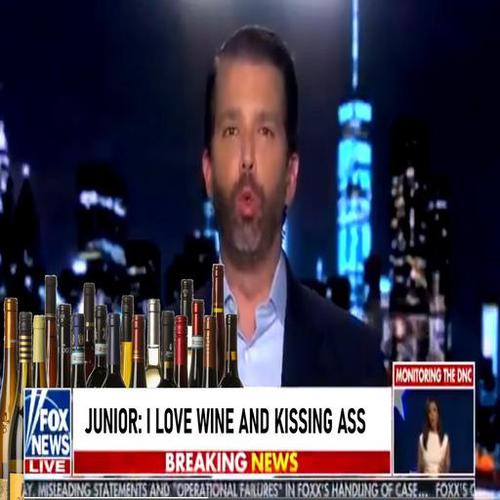 MONITORING THE DNC
JUNIOR: I LOVE WINE AND KISSING ASS
FOX
NEWS
LIVE
BREAKING NEWS
Y, MISLEADING STATEMENTS AND "OPERATIONAL FAILURES" IN FOXX'S HANDLING OF CASE... FOXX'S